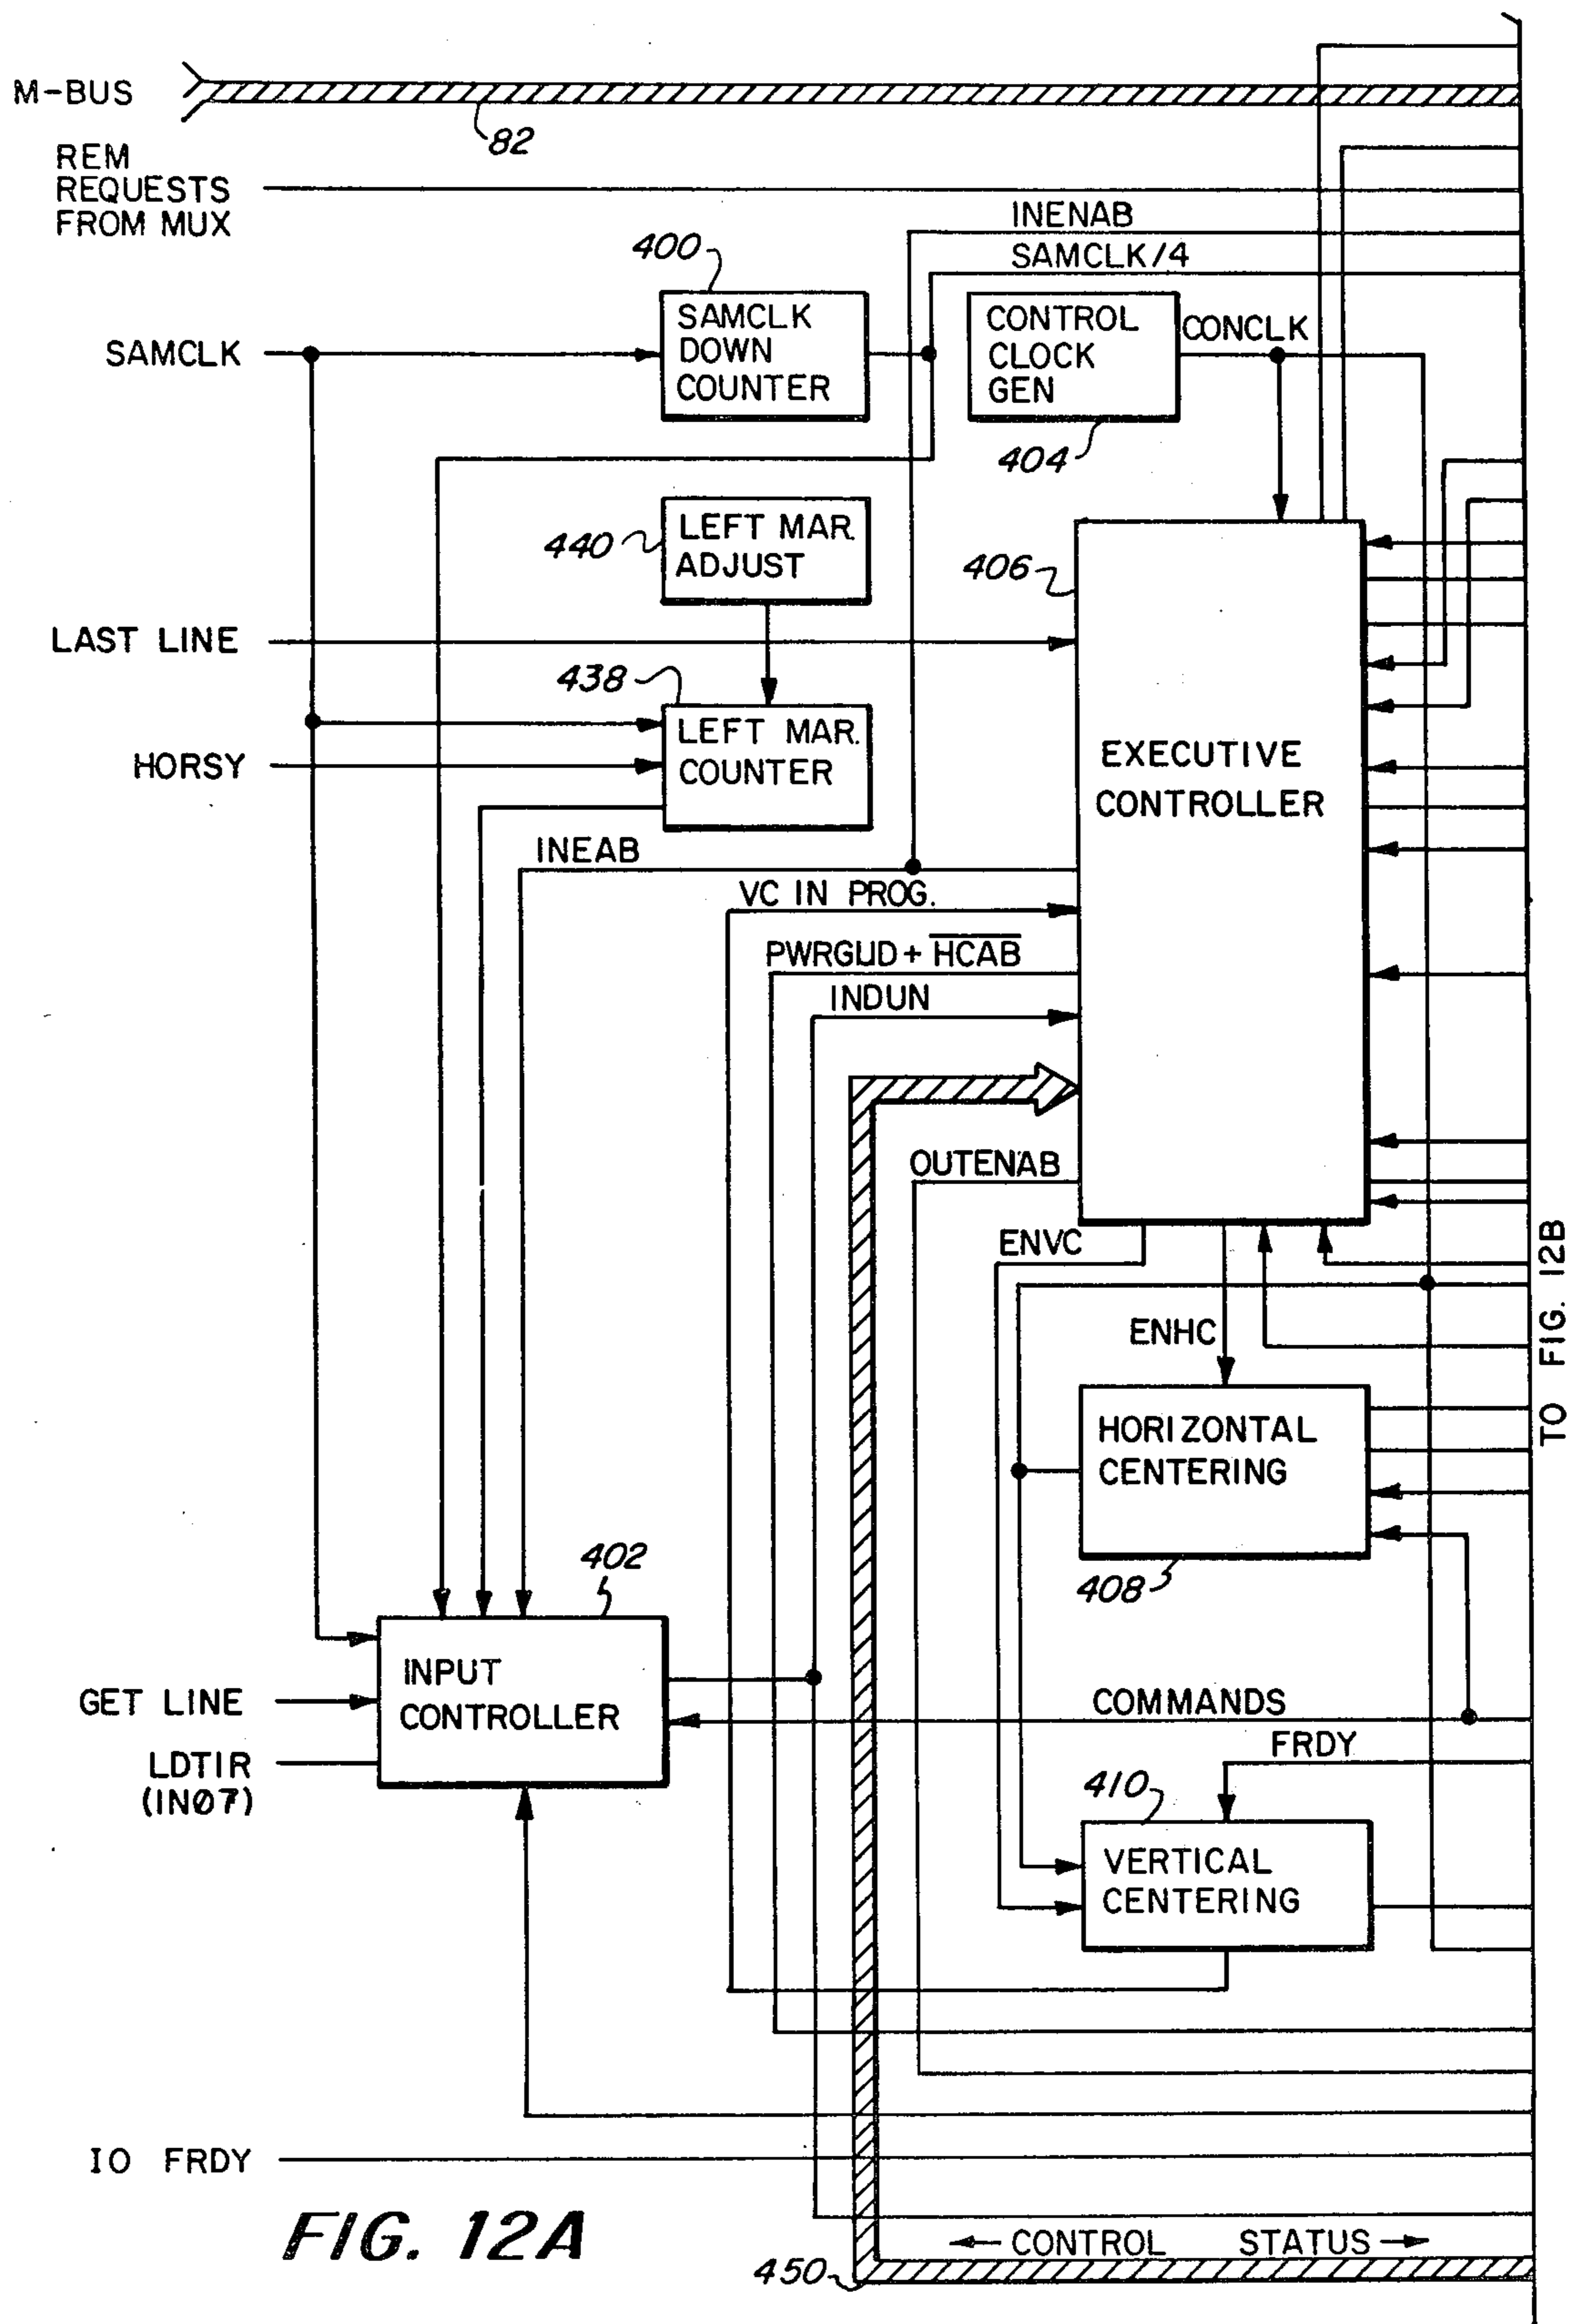 M-BUS
82
REM
REQUESTS
FROM MUX
INENAB
400
SAMCLK/4
SAMCLK
SAMCLK
DOWN
COUNTER
CONTROL
CLOCK
GEN
CONCLK
404
440
LEFT MAR.
ADJUST
406
LAST LINE
438
LEFT MAR.
COUNTER
HORSY
EXECUTIVE
CONTROLLER
INEAB
VC IN PROG.
PWRGUD + HCAB
INDUN
OUTENAB
ENVC
ENHC
TO FIG. 12B
HORIZONTAL
CENTERING
408
402
INPUT
CONTROLLER
GET LINE
COMMANDS
LDTIR
(IN07)
FRDY
410
VERTICAL
CENTERING
IO FRDY
FIG. 12A
← CONTROL STATUS →
450